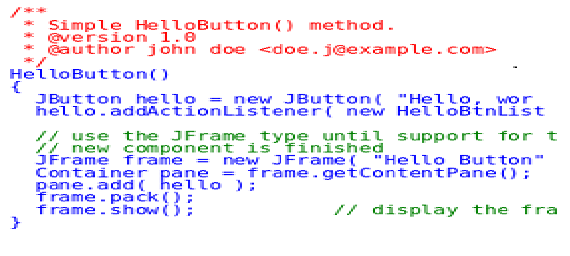 /**
 * Simple HelloButton() method.
 * @version 1.0
 * @author john doe <doe.j@example.com>
 */
HelloButton()
{
  JButton hello = new JButton( "Hello, wor
  hello.addActionListener( new HelloBtnList

  // use the JFrame type until support for t
  // new component is finished
  JFrame frame = new JFrame( "Hello Button"
  Container pane = frame.getContentPane();
  pane.add( hello );
  frame.pack();
  frame.show();           // display the fra
}